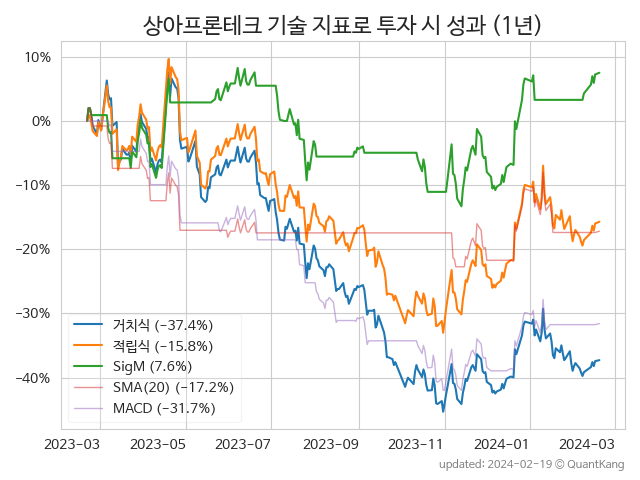 상아프론테크 기술 지표로 투자 시 성과 (1년)
10%
0%
−10%
−20%
−30%
−40%
거치식 (−37.4%)
적립식 (−15.8%)
SigM (7.6%)
SMA(20) (−17.2%)
MACD (−31.7%)
2023-03 2023-05 2023-07 2023-09 2023-11 2024-01 2024-03
updated: 2024-02-19 @ QuantKang